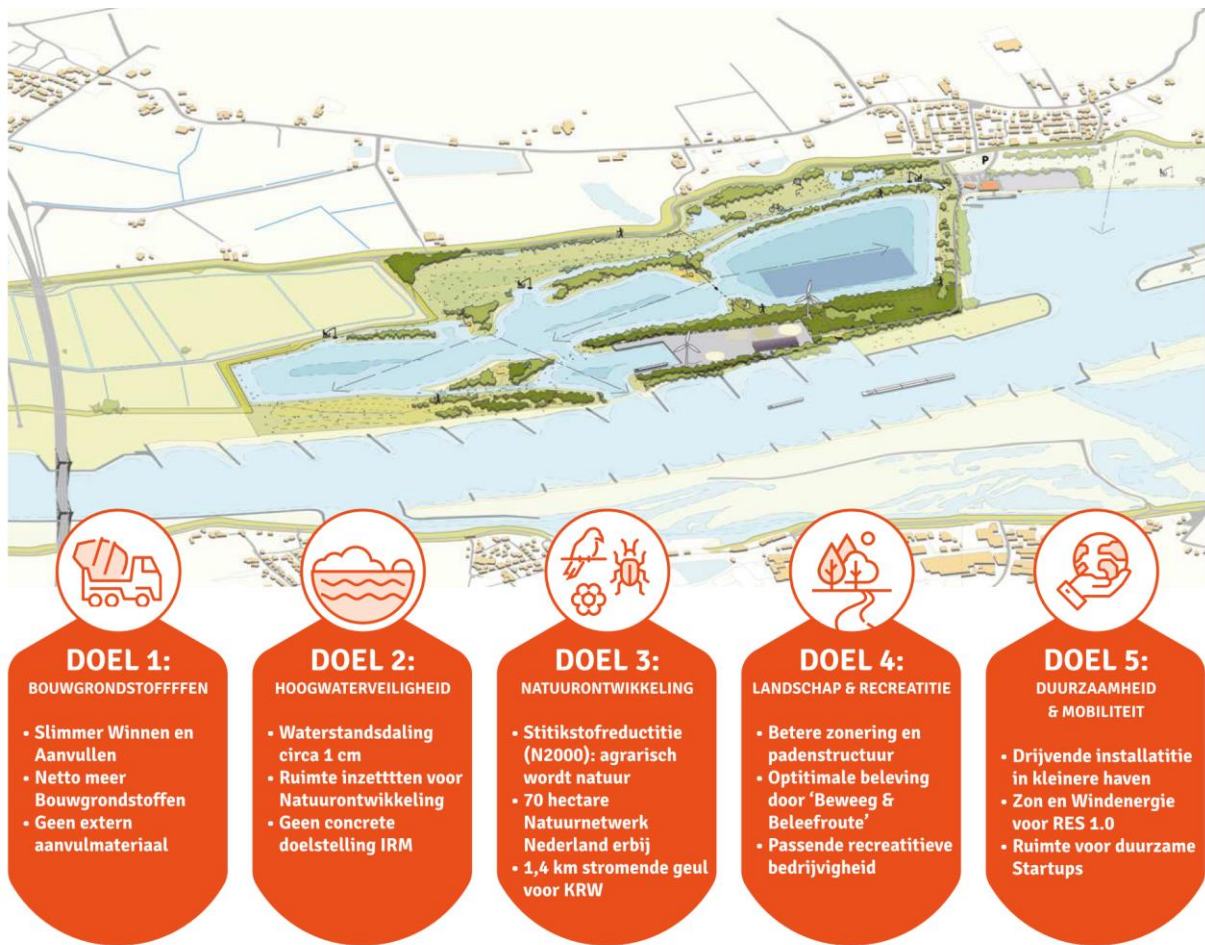 P
DOEL 1:
BOUWGRONDSTOFFFFEN
• Slimmer Winnen en
Aanvullen
• Netto meer
Bouwgrondstoffen
• Geen extern
aanvulmateriaal
DOEL 2:
HOOGWATERVEILIGHEID
• Waterstandsdaling
circa 1 cm
• Ruimte inzetttten voor
Natuurontwikkeling
• Geen concrete
doelstelling IRM
DOEL 3:
NATUURONTWIKKELING
• Stitikstofreductitie
(N2000): agrarisch
wordt natuur
• 70 hectare
Natuurnetwerk
Nederland erbij
• 1,4 km stromende geul
voor KRW
DOEL 4:
LANDSCHAP & RECREATITIE
• Betere zonering en
padenstructuur
• Optitimale beleving
door ‘Beweeg &
Beleefroute’
• Passende recreatitieve
bedrijvigheid
DOEL 5:
DUURZAAMHEID
& MOBILITEIT
• Drijvende installatitie
in kleinere haven
• Zon en Windenergie
voor RES 1.0
• Ruimte voor duurzame
Startups